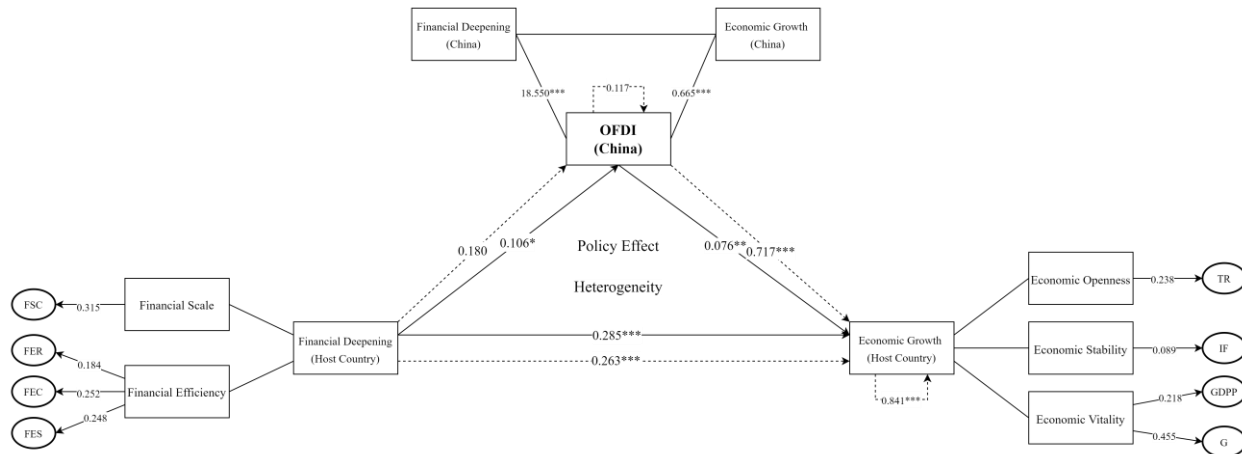 Financial Deepening
(China)
Economic Growth
(China)
18.550***
0.117
0.665***
OFDI
(China)
0.180
0.106*
Policy Effect
Heterogeneity
0.076**
0.717***
FSC
0.315
Financial Scale
FER
0.184
FEC
0.252
Financial Efficiency
FES
0.248
Financial Deepening
(Host Country)
0.285***
0.263***
Economic Growth
(Host Country)
0.841***
Economic Openness
0.238
TR
Economic Stability
0.089
IF
Economic Vitality
0.218
GDPP
0.455
G